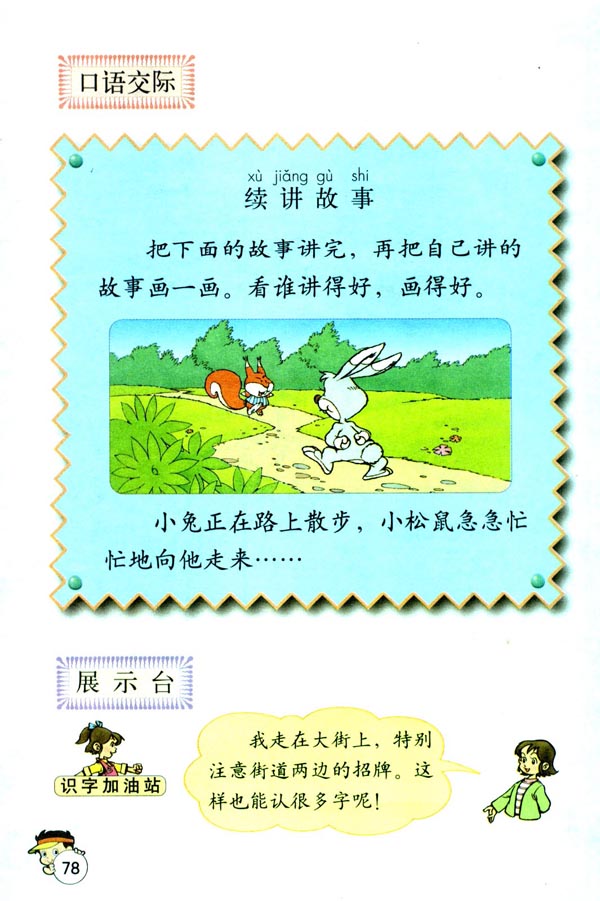 口语交际
xù jiǎng gù shi
续讲故事
把下面的故事讲完，再把自己讲的
故事画一画。看谁讲得好，画得好。
小兔正在路上散步，小松鼠急急忙
忙地向他走来……
展示台
我走在大街上，特别
注意街道两边的招牌。这
样也能认很多字呢！
识字加油站
78